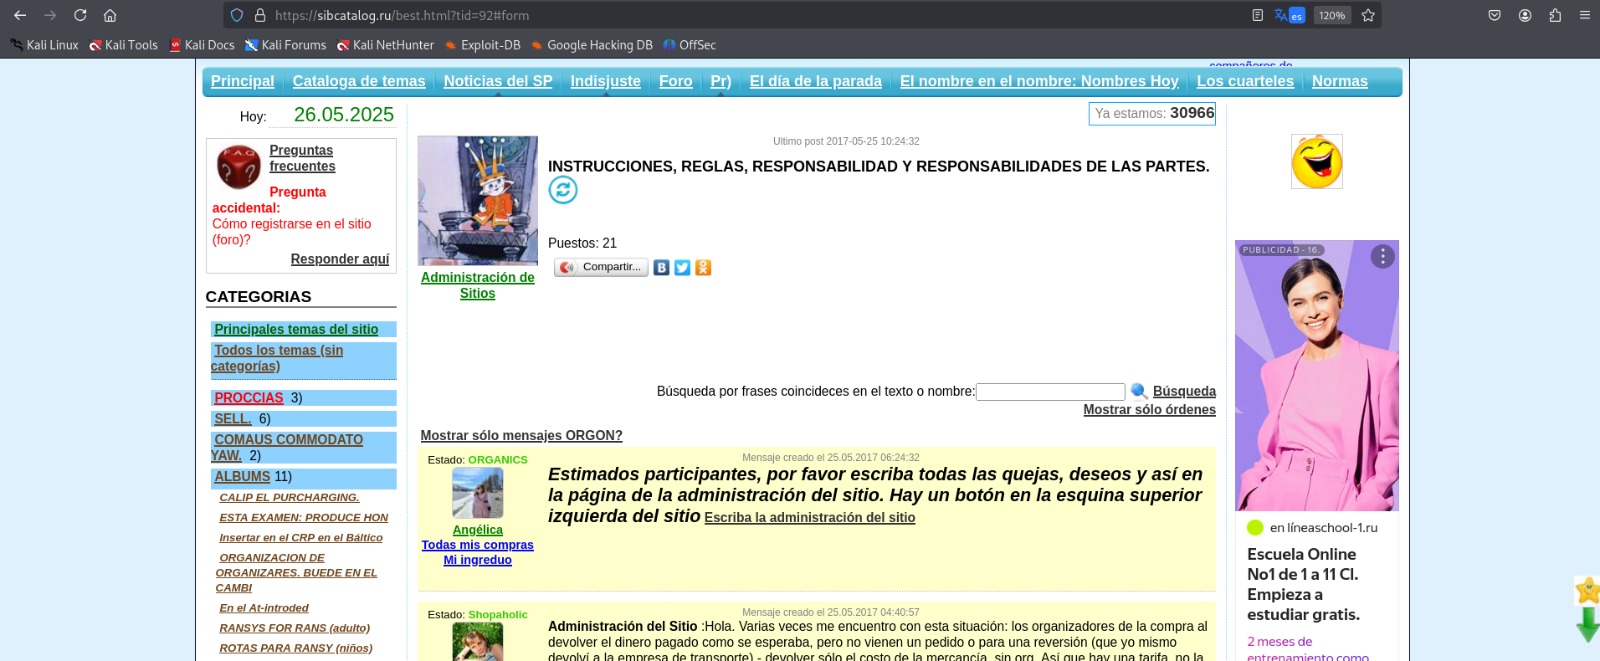 https://sibcatalog.ru/best.html?tid=92#form
es
120%
Kali Linux Kali Tools Kali Docs Kali Forums Kali NetHunter Exploit-DB Google Hacking DB OffSec
compañeros de
Principal Cataloga de temas Noticias del SP Indisjuste Foro Pr) El día de la parada El nombre en el nombre: Nombres Hoy Los cuarteles Normas
Hoy: 26.05.2025
Ya estamos: 30966
F.A.Q
Preguntas
frecuentes
Pregunta
accidental:
Cómo registrarse en el sitio
(foro)?
Responder aquí
CATEGORIAS
Principales temas del sitio
Todos los temas (sin
categorías)
PROCCIAS 3)
SELL. 6)
COMAUS COMMODATO
YAW. 2)
ALBUMS 11)
CALIP EL PURCHARGING.
ESTA EXAMEN: PRODUCE HON
Insertar en el CRP en el Báltico
ORGANIZACION DE
ORGANIZARES. BUEDE EN EL
CAMBI
En el At-introded
RANSYS FOR RANS (adulto)
ROTAS PARA RANSY (niños)
Ultimo post 2017-05-25 10:24:32
INSTRUCCIONES, REGLAS, RESPONSABILIDAD Y RESPONSABILIDADES DE LAS PARTES.
Administración de
Sitios
Puestos: 21
Compartir...
B
Búsqueda por frases coincideces en el texto o nombre: Búsqueda
Mostrar sólo órdenes
Mostrar sólo mensajes ORGON?
Estado: ORGANICS
Angélica
Todas mis compras
Mi ingreduo
Mensaje creado el 25.05.2017 06:24:32
Estimados participantes, por favor escriba todas las quejas, deseos y así en
la página de la administración del sitio. Hay un botón en la esquina superior
izquierda del sitio Escriba la administración del sitio
Estado: Shopaholic
Mensaje creado el 25.05.2017 04:40:57
Administración del Sitio :Hola. Varias veces me encuentro con esta situación: los organizadores de la compra al
devolver el dinero pagado como se esperaba, pero no vienen un pedido o para una reversión (que yo mismo
devolví a la empresa de transporte) - devolver sólo el costo de la mercancía, sin org. Así que hay una tarifa, no la
PUBLICIDAD - 16.
en líneaschool-1.ru
Escuela Online
No1 de 1 a 11 Cl.
Empieza a
estudiar gratis.
2 meses de
entrenamiento como